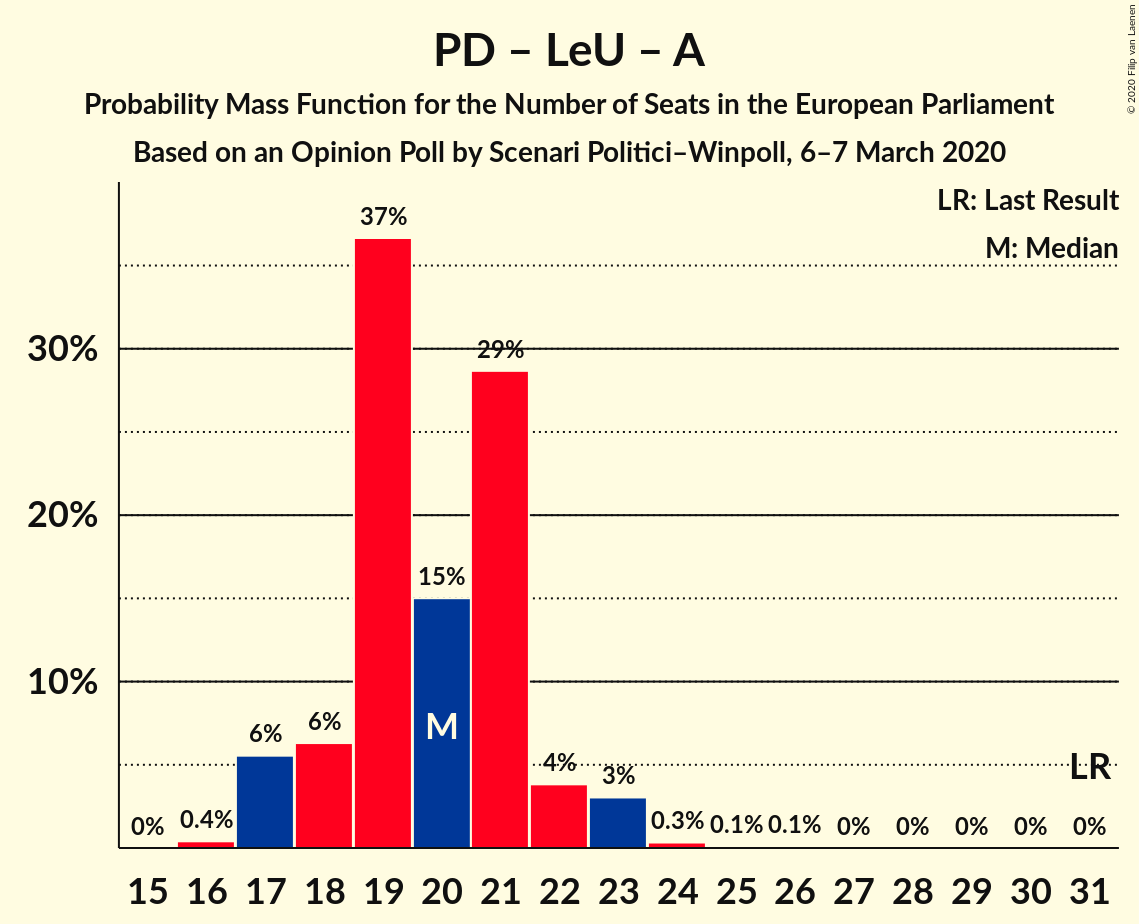 PD – LeU – A
Probability Mass Function for the Number of Seats in the European Parliament
Based on an Opinion Poll by Scenari Politici–Winpoll, 6–7 March 2020
© 2020 Filip van Laenen
LR: Last Result
M: Median
30%
20%
10%
0%
0.4%
6%
6%
37%
15%
29%
4%
3%
0.3%
0.1%
0.1%
0%
0%
0%
0%
0%
M
LR
15 16 17 18 19 20 21 22 23 24 25 26 27 28 29 30 31